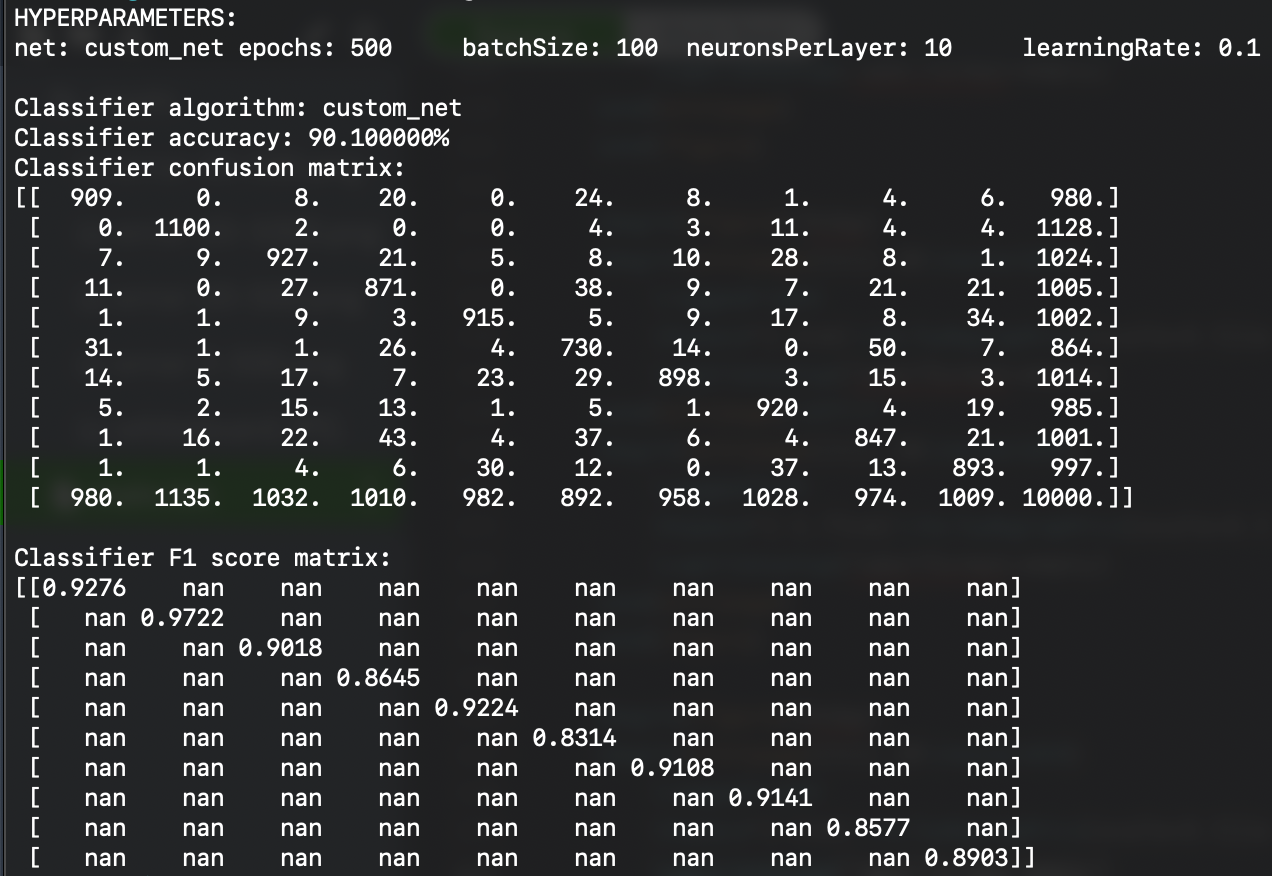 HYPERPARAMETERS:
net: custom_net epochs: 500     batchSize: 100  neuronsPerLayer: 10     learningRate: 0.1

Classifier algorithm: custom_net
Classifier accuracy: 90.100000%
Classifier confusion matrix:
[[  909.     0.     8.    20.     0.    24.     8.     1.     4.     6.   980.]
 [    0.  1100.     2.     0.     0.     4.     3.    11.     4.     4.  1128.]
 [    7.     9.   927.    21.     5.     8.    10.    28.     8.     1.  1024.]
 [   11.     0.    27.   871.     0.    38.     9.     7.    21.    21.  1005.]
 [    1.     1.     9.     3.   915.     5.     9.    17.     8.    34.  1002.]
 [   31.     1.     1.    26.     4.   730.    14.     0.    50.     7.   864.]
 [   14.     5.    17.     7.    23.    29.   898.     3.    15.     3.  1014.]
 [    5.     2.    15.    13.     1.     5.     1.   920.     4.    19.   985.]
 [    1.    16.    22.    43.     4.    37.     6.     4.   847.    21.  1001.]
 [    1.     1.     4.     6.    30.    12.     0.    37.    13.   893.   997.]
 [  980.  1135.  1032.  1010.   982.   892.   958.  1028.   974.  1009. 10000.]]

Classifier F1 score matrix:
[[0.9276    nan    nan    nan    nan    nan    nan    nan    nan    nan]
 [   nan 0.9722    nan    nan    nan    nan    nan    nan    nan    nan]
 [   nan    nan 0.9018    nan    nan    nan    nan    nan    nan    nan]
 [   nan    nan    nan 0.8645    nan    nan    nan    nan    nan    nan]
 [   nan    nan    nan    nan 0.9224    nan    nan    nan    nan    nan]
 [   nan    nan    nan    nan    nan 0.8314    nan    nan    nan    nan]
 [   nan    nan    nan    nan    nan    nan 0.9108    nan    nan    nan]
 [   nan    nan    nan    nan    nan    nan    nan 0.9141    nan    nan]
 [   nan    nan    nan    nan    nan    nan    nan    nan 0.8577    nan]
 [   nan    nan    nan    nan    nan    nan    nan    nan    nan 0.8903]]